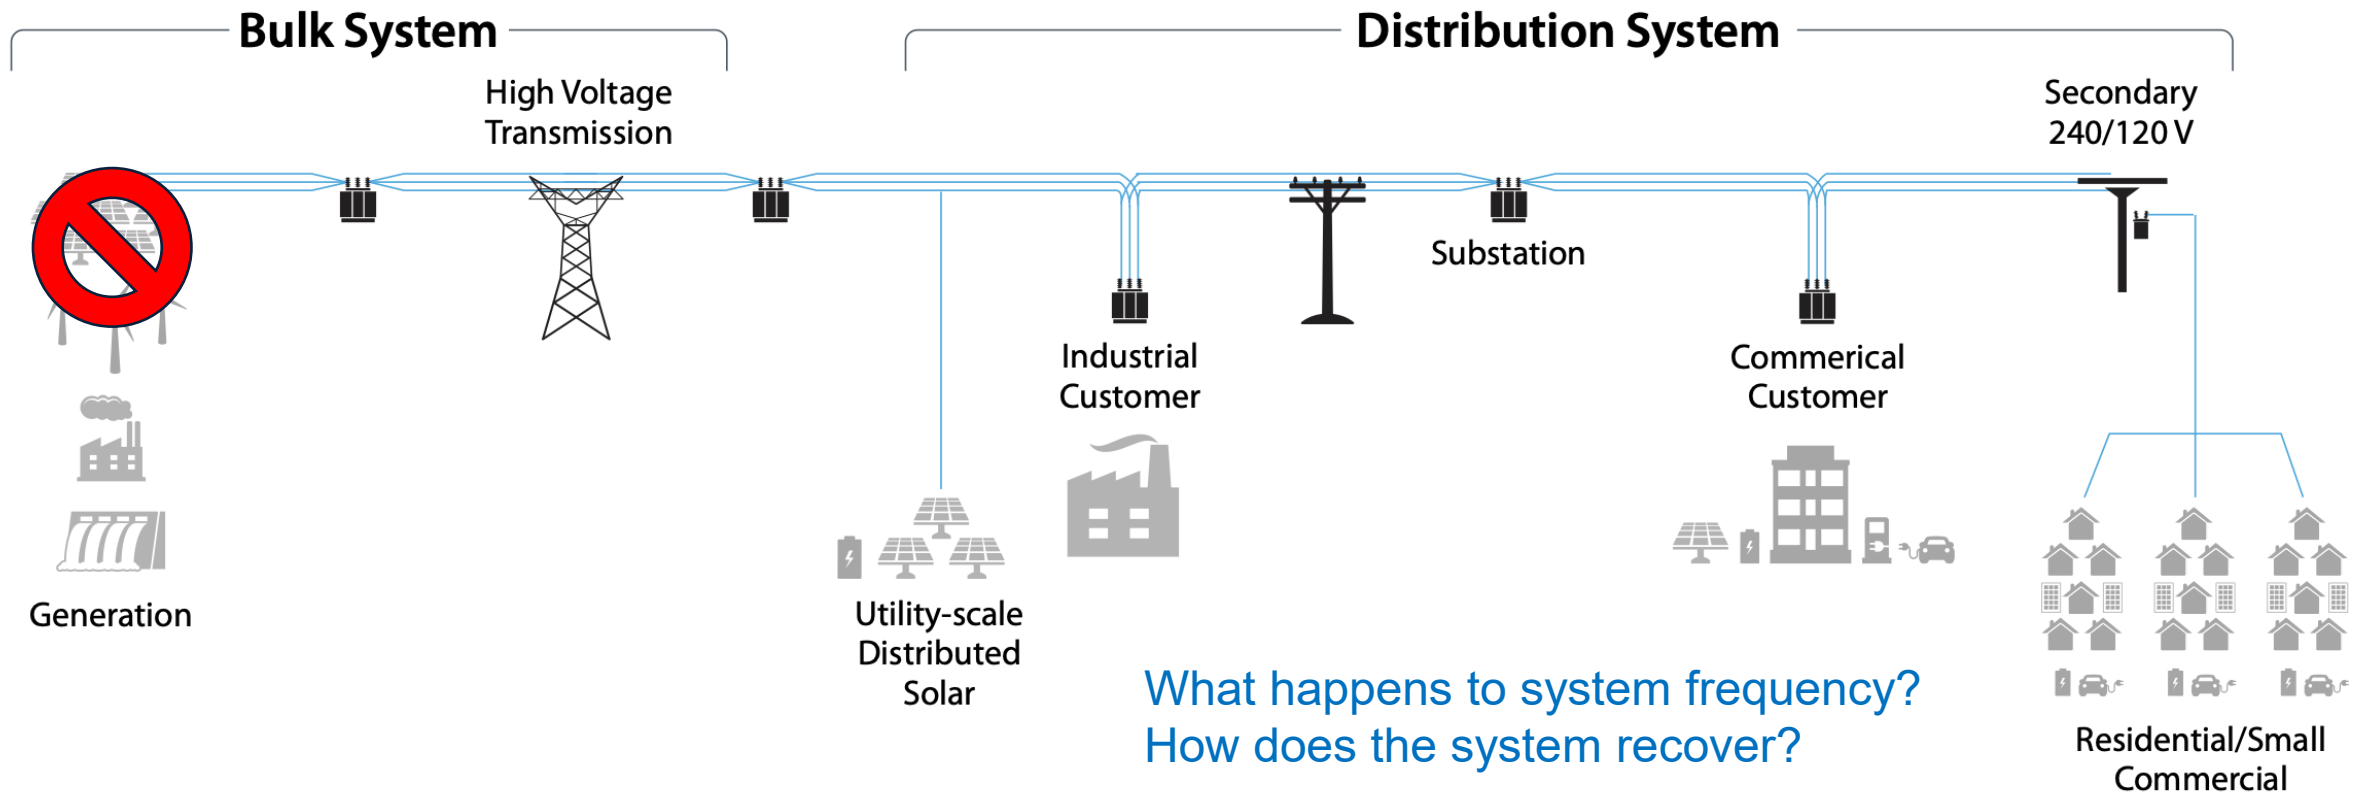 Bulk System
Distribution System
High Voltage
Transmission
Secondary
240/120 V
Substation
Industrial
Customer
Commerical
Customer
Generation
Utility-scale
Distributed
Solar
What happens to system frequency?
How does the system recover?
Residential/Small
Commercial